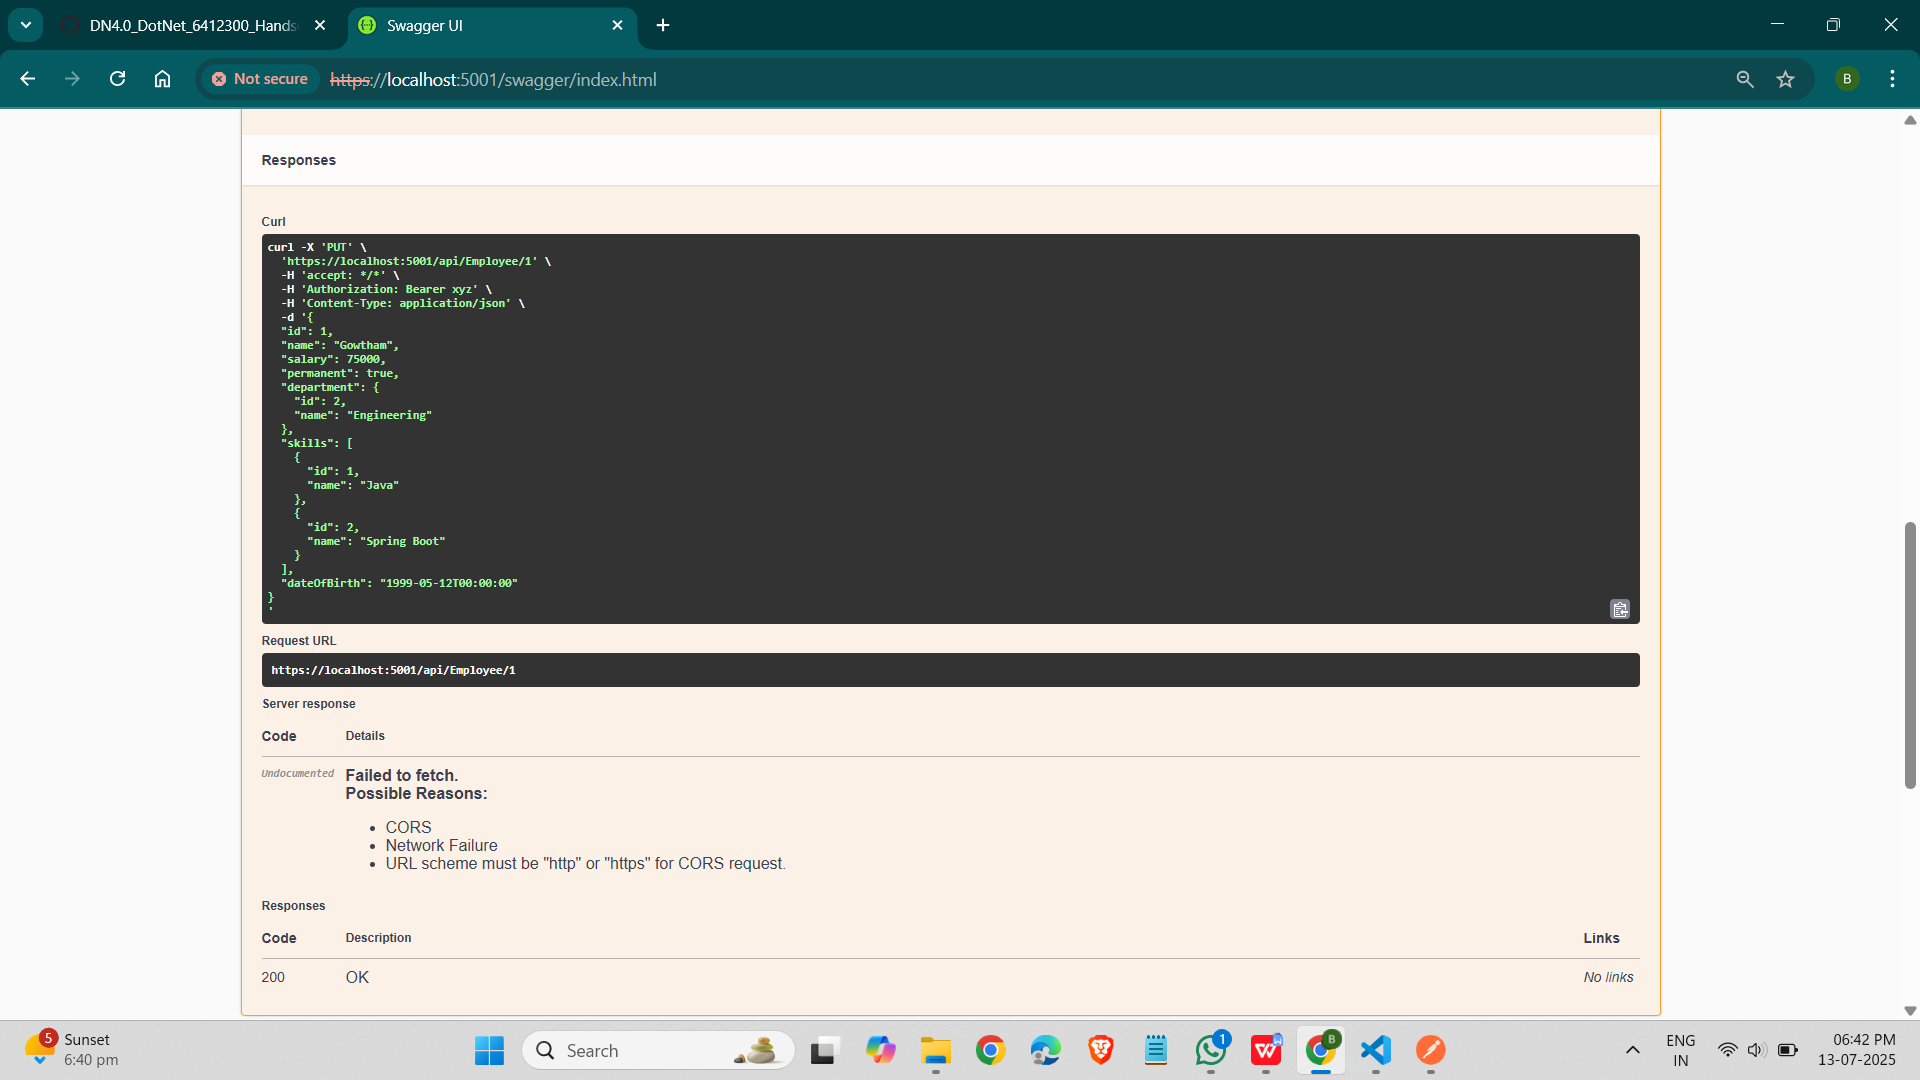 DN4.0_DotNet_6412300_Hands
Swagger UI
Not secure
https://localhost:5001/swagger/index.html
B
Responses
Curl
curl -X 'PUT' \
'https://localhost:5001/api/Employee/1' \
-H 'accept: */*' \
-H 'Authorization: Bearer xyz' \
-H 'Content-Type: application/json' \
-d '{
"id": 1,
"name": "Gowtham",
"salary": 75000,
"permanent": true,
"department": {
"id": 2,
"name": "Engineering"
},
"skills": [
{
"id": 1,
"name": "Java"
},
{
"id": 2,
"name": "Spring Boot"
}
],
"dateOfBirth": "1999-05-12T00:00:00"
}
'
Request URL
https://localhost:5001/api/Employee/1
Server response
Code Details
Undocumented Failed to fetch.
Possible Reasons:
• CORS
• Network Failure
• URL scheme must be "http" or "https" for CORS request.
Responses
Code Description Links
200 OK No links
5
Sunset
6:40 pm
Search
1
W
B
ENG
IN
06:42 PM
13-07-2025